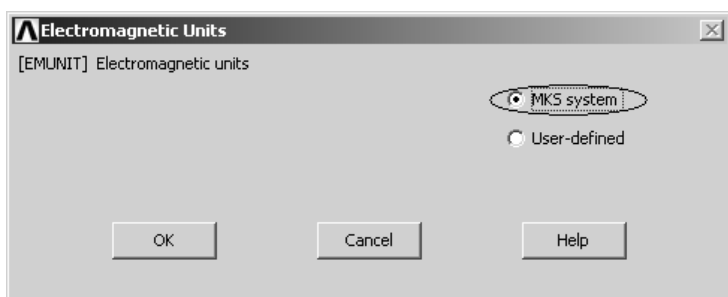 Electromagnetic Units
[EMUNIT] Electromagnetic units
MKS system
User-defined
OK
Cancel
Help